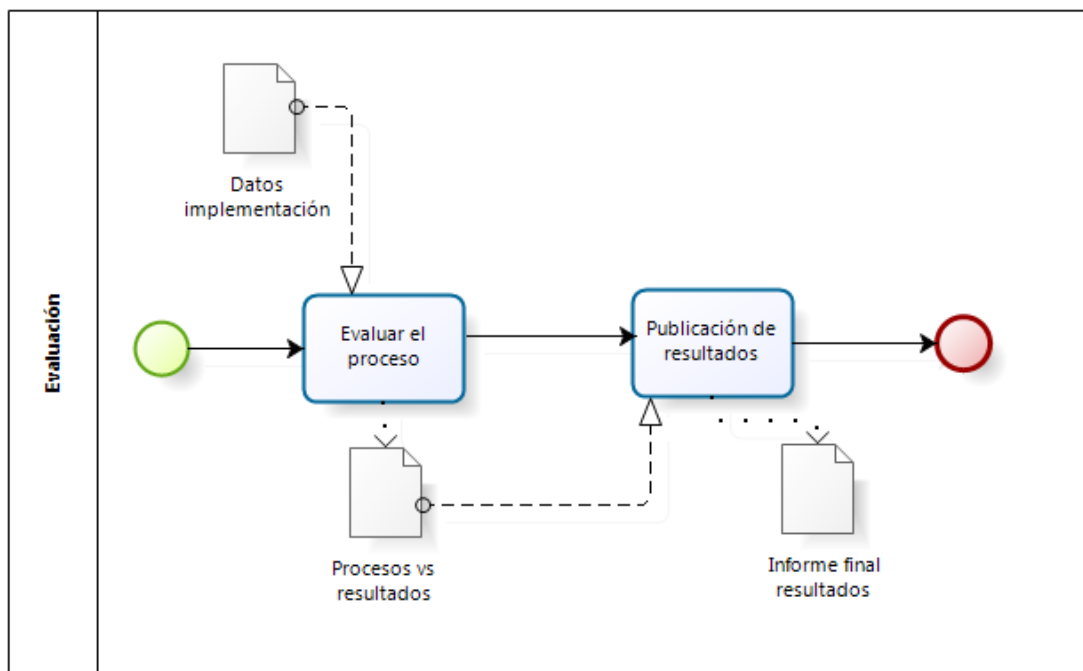 Evaluación
Datos
implementación
Evaluar el
proceso
Publicación de
resultados
Procesos vs
resultados
Informe final
resultados